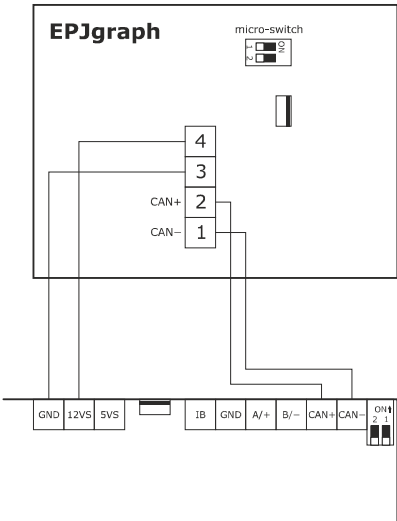 EPJgraph
micro-switch
1 ON
2
4
3
CAN+ 2
CAN− 1
GND 12VS 5VS IB GND A/+ B/− CAN+ CAN− ON
2 1